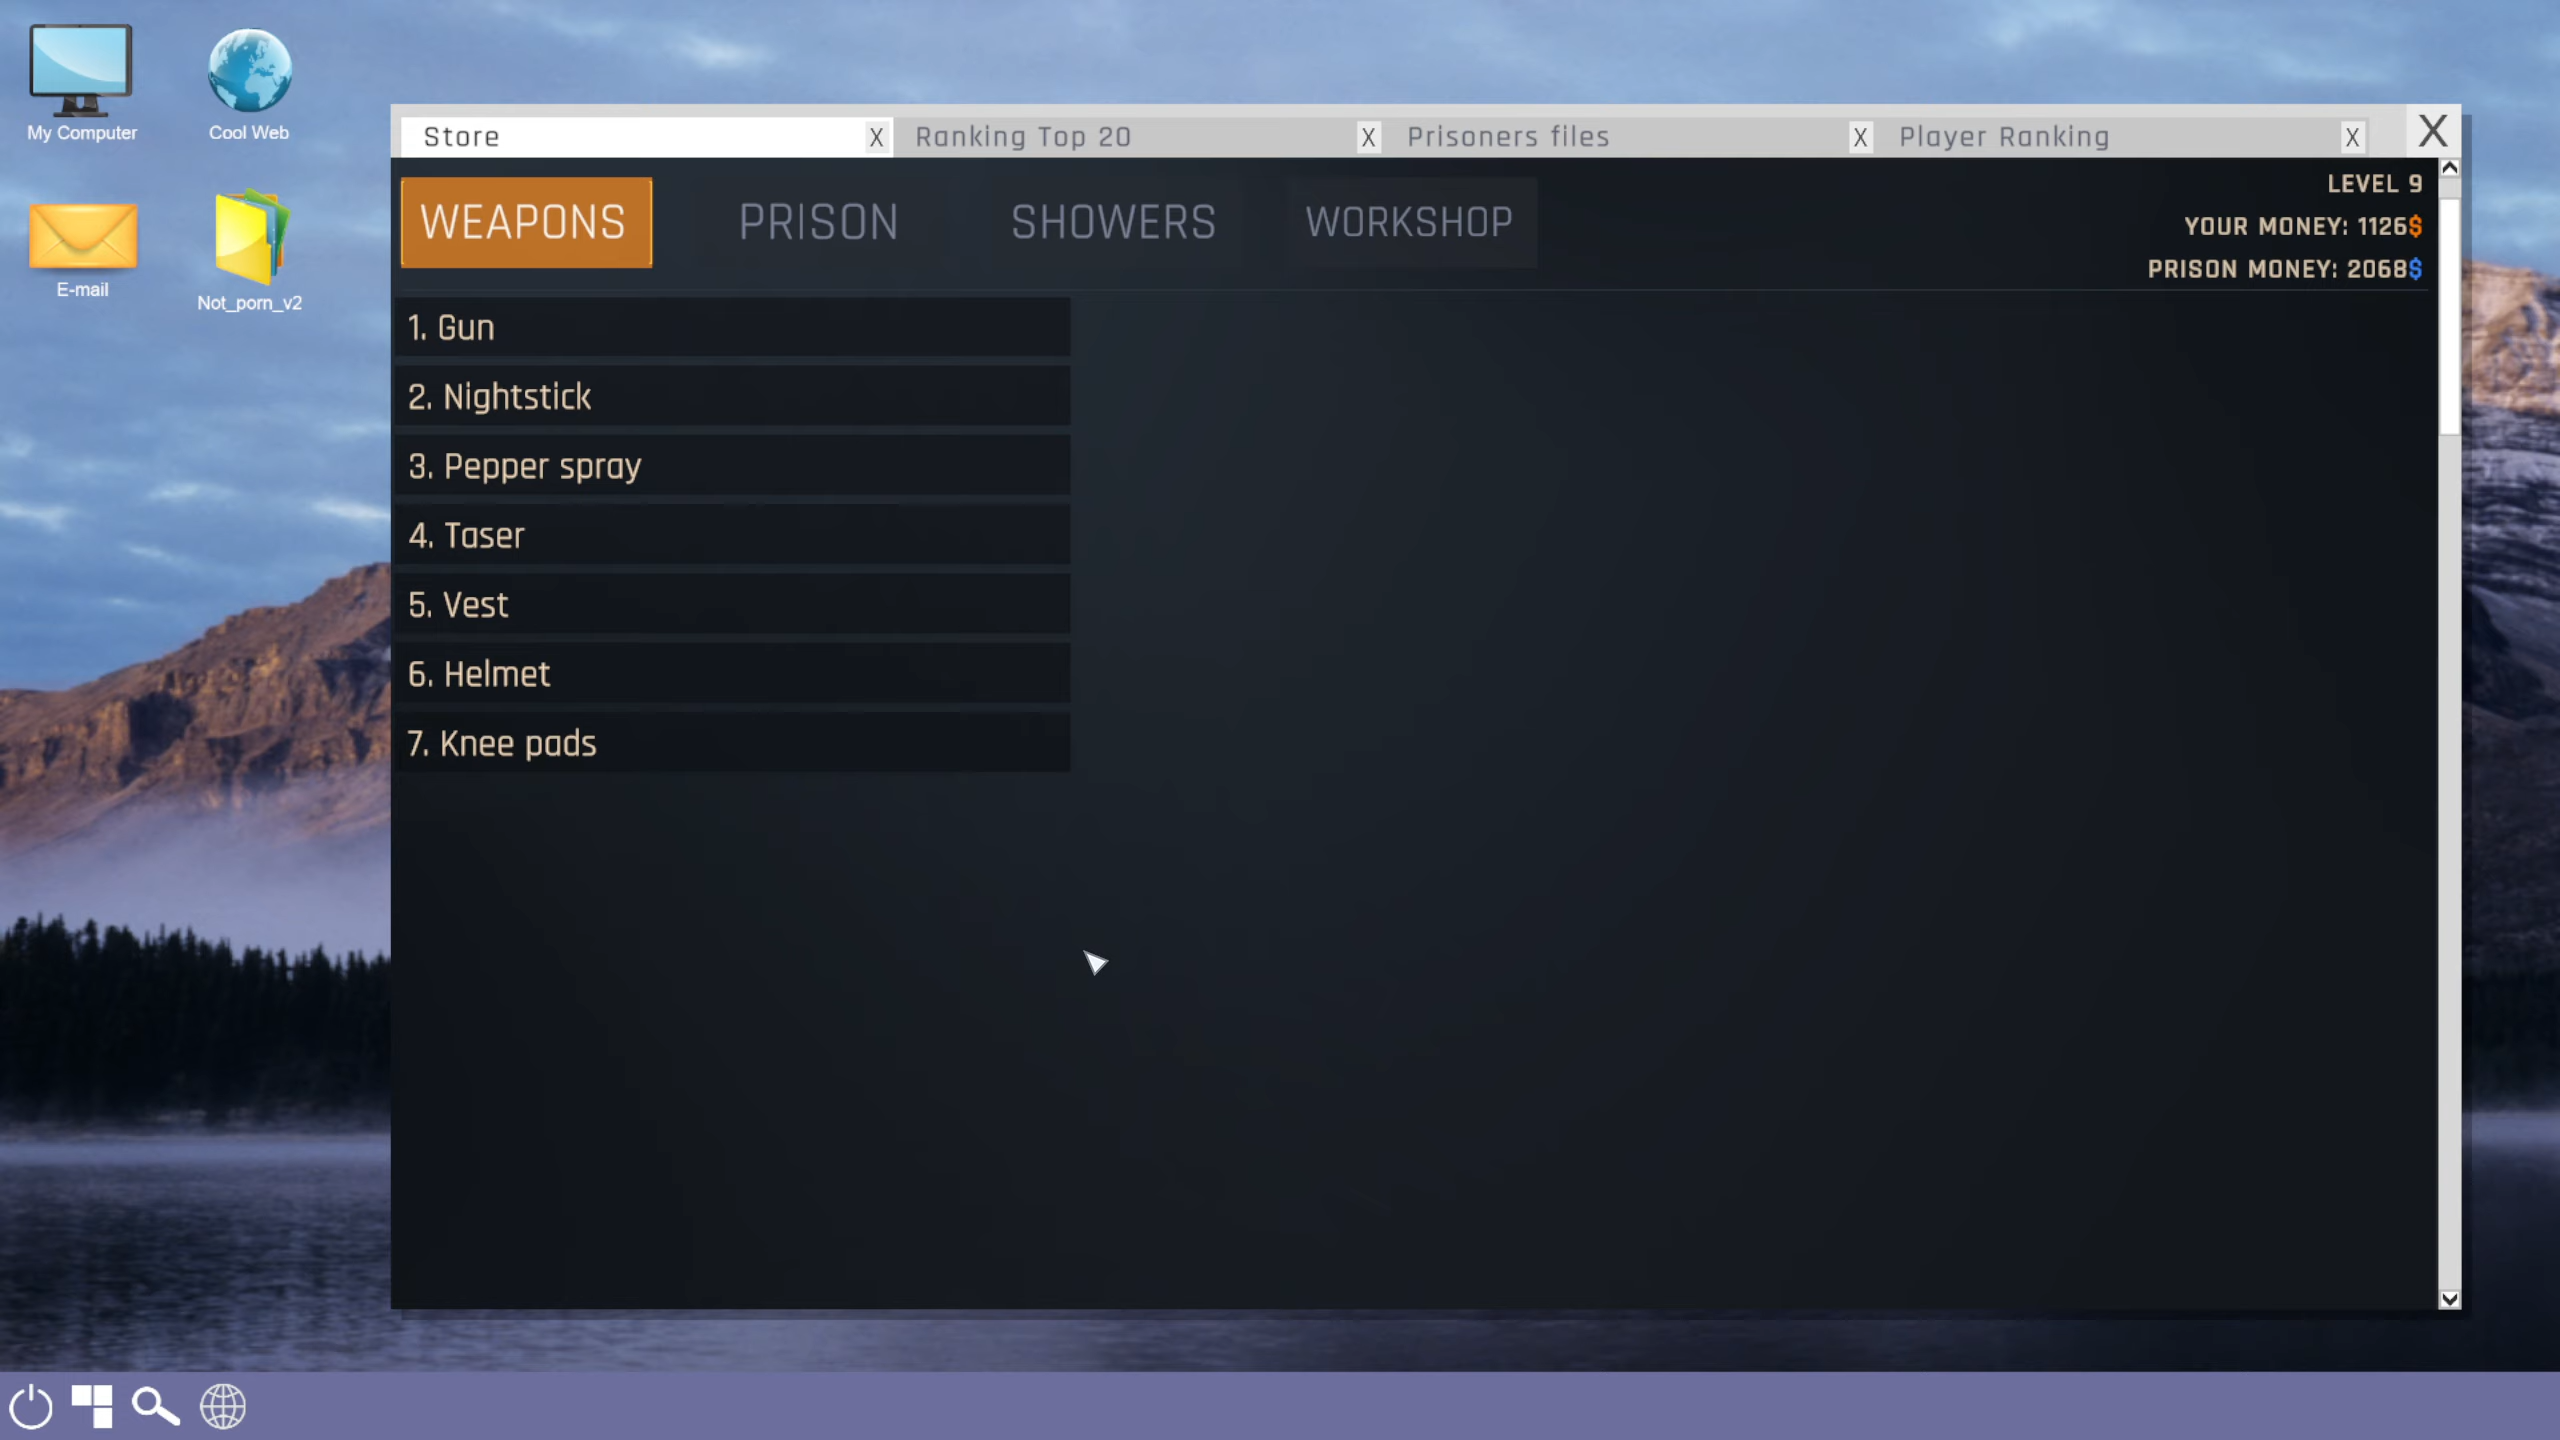 My Computer
Cool Web
E-mail
Not_porn_v2
Store X
Ranking Top 20 X
Prisoners files X
Player Ranking X
X
WEAPONS
PRISON
SHOWERS
WORKSHOP
LEVEL 9
YOUR MONEY: 1126$
PRISON MONEY: 2068$
1. Gun
2. Nightstick
3. Pepper spray
4. Taser
5. Vest
6. Helmet
7. Knee pads